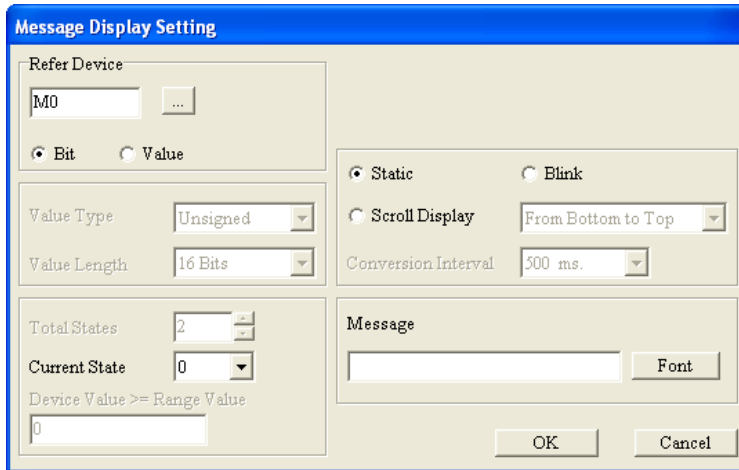 Message Display Setting
Refer Device
M0
...
Bit
Value
Value Type
Unsigned
Value Length
16 Bits
Total States
2
Current State
0
Device Value >= Range Value
0
Static
Blink
Scroll Display
From Bottom to Top
Conversion Interval
500 ms.
Message
Font
OK
Cancel